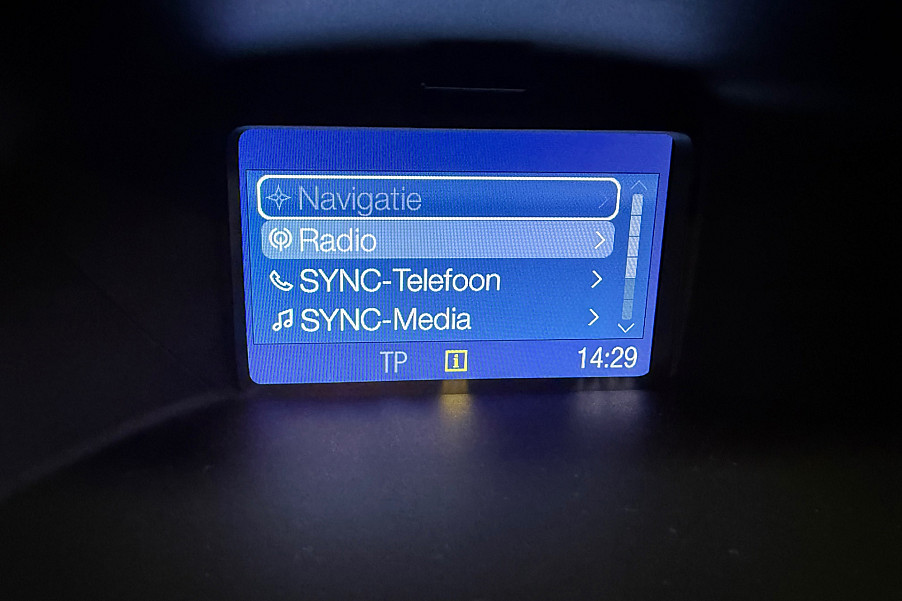 Navigatie
Radio
SYNC-Telefoon
SYNC-Media
TP i 14:29